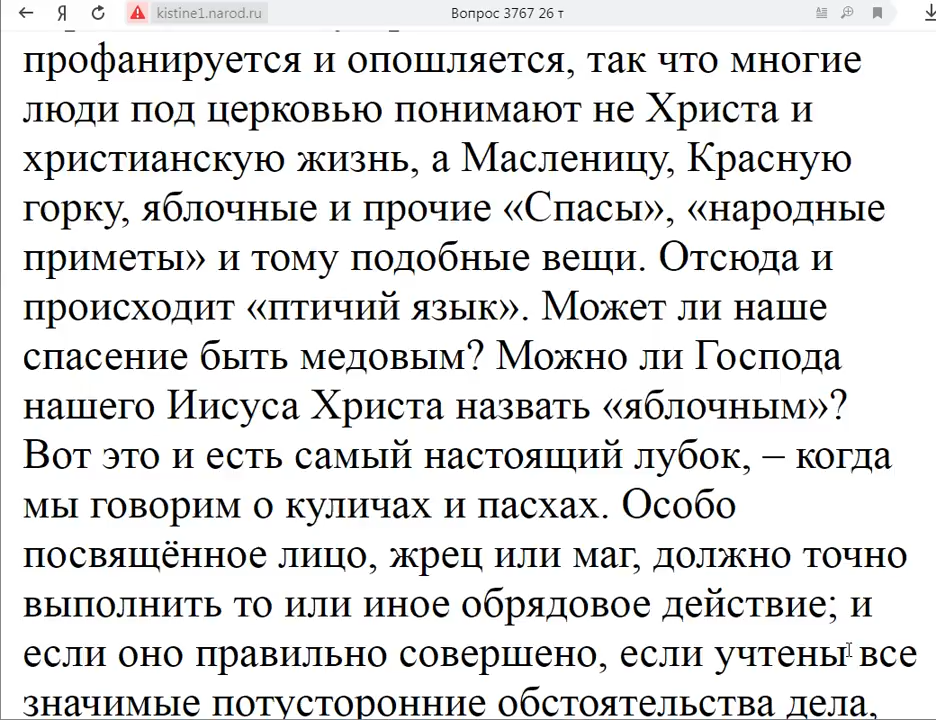 Я kistine1.narod.ru Вопрос 3767 26 т
профанируется и опошляется, так что многие
люди под церковью понимают не Христа и
христианскую жизнь, а Масленицу, Красную
горку, яблочные и прочие «Спасы», «народные
приметы» и тому подобные вещи. Отсюда и
происходит «птичий язык». Может ли наше
спасение быть медовым? Можно ли Господа
нашего Иисуса Христа назвать «яблочным»?
Вот это и есть самый настоящий лубок, – когда
мы говорим о куличах и пасхах. Особо
посвящённое лицо, жрец или маг, должно точно
выполнить то или иное обрядовое действие; и
если оно правильно совершено, если учтены все
значимые потусторонние обстоятельства дела,